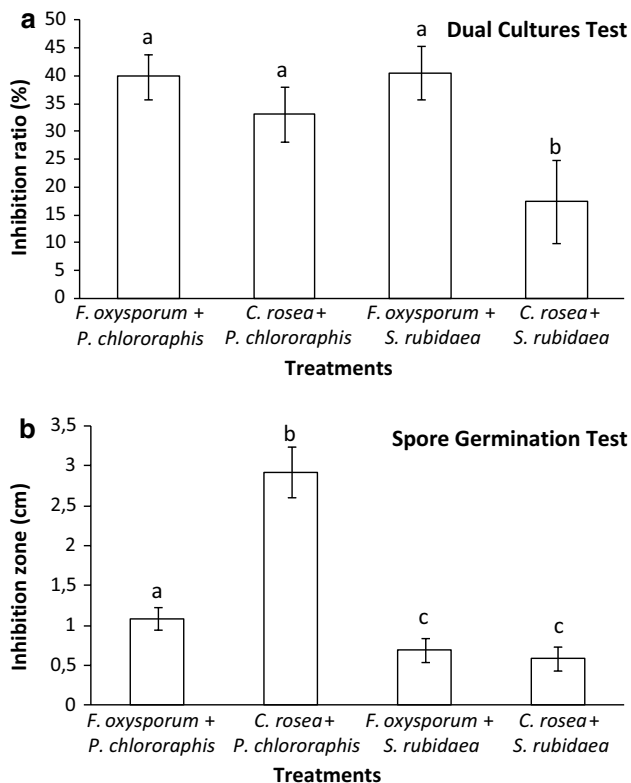 a
Dual Cultures Test
Inhibition ratio (%)
50
45
40
35
30
25
20
15
10
5
0
a
a
a
b
F. oxysporum + C. rosea + F. oxysporum + C. rosea +
P. chlororaphis P. chlororaphis S. rubidaea S. rubidaea
Treatments
b
Spore Germination Test
Inhibition zone (cm)
3,5
3
2,5
2
1,5
1
0,5
0
a
b
c
c
F. oxysporum + C. rosea + F. oxysporum + C. rosea +
P. chlororaphis P. chlororaphis S. rubidaea S. rubidaea
Treatments